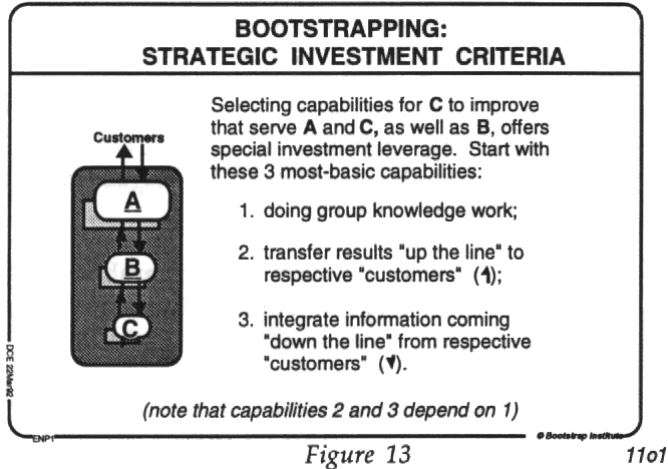 BOOTSTRAPPING:
STRATEGIC INVESTMENT CRITERIA
Customers
A
B
C
Selecting capabilities for C to improve
that serve A and C, as well as B, offers
special investment leverage. Start with
these 3 most-basic capabilities:
1. doing group knowledge work;
2. transfer results "up the line" to
respective "customers" (↿);
3. integrate information coming
"down the line" from respective
"customers" (⇂).
(note that capabilities 2 and 3 depend on 1)
DCE 22Mar92
ENP1
© Bootstrap Institute
Figure 13
11o1